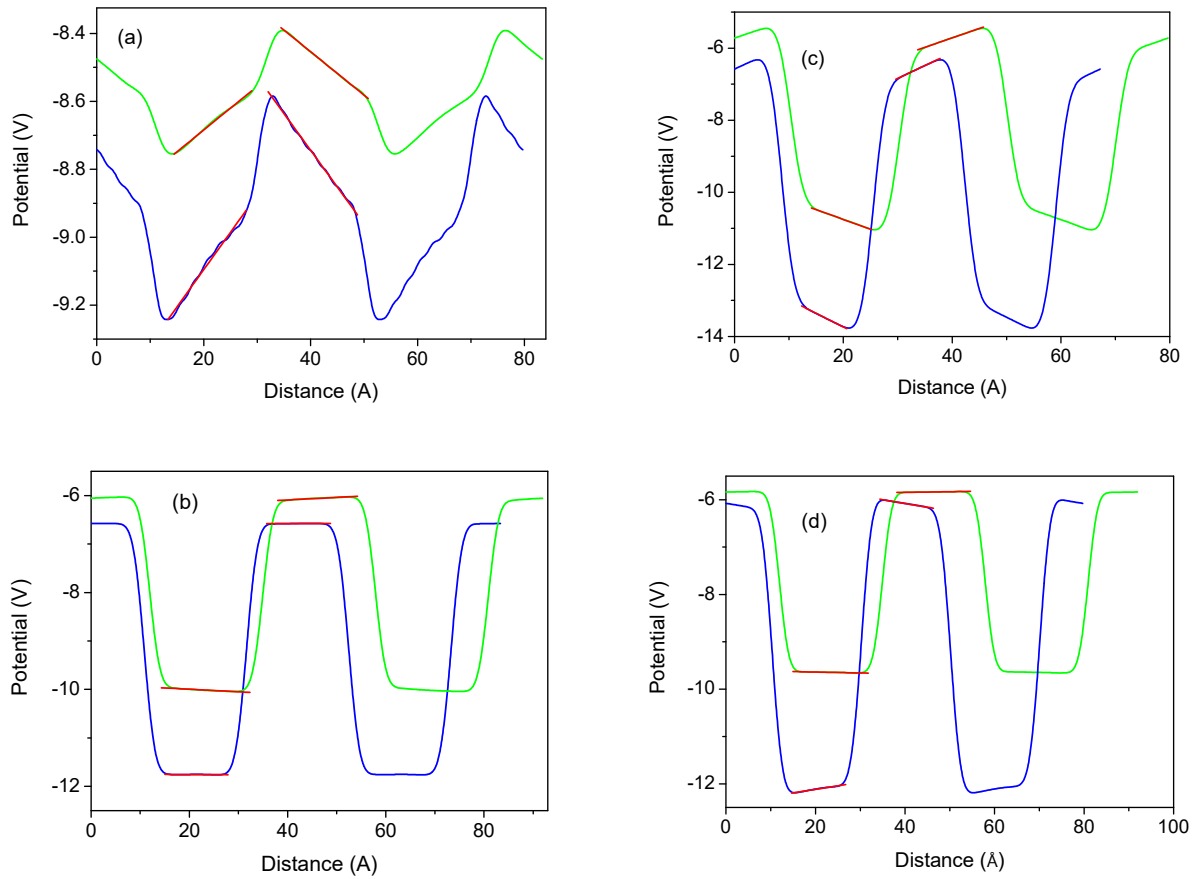 (a)
-8.4
-8.6
-8.8
-9.0
-9.2
Potential (V)
0 20 40 60 80
Distance (A)
(c)
-6
-8
-10
-12
-14
Potential (V)
0 20 40 60 80
Distance (A)
(b)
-6
-8
-10
-12
Potential (V)
0 20 40 60 80
Distance (A)
(d)
-6
-8
-10
-12
Potential (V)
0 20 40 60 80 100
Distance (Å)